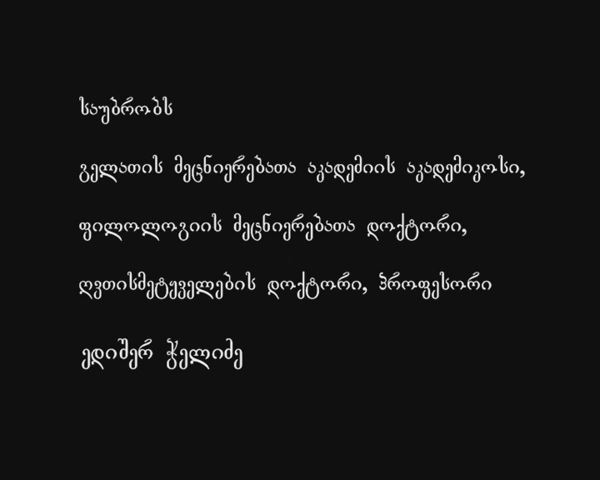 საუბრობს
გელათის მეცნიერებათა აკადემიის აკადემიკოსი,
ფილოლოგიის მეცნიერებათა დოქტორი,
ღვთისმეტყველების დოქტორი, პროფესორი
ედიშერ ჭელიძე